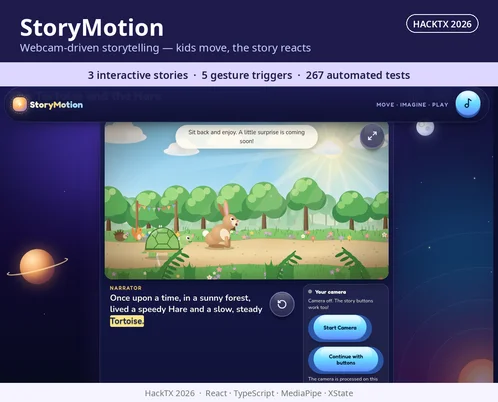 StoryMotion
HACKTX 2026
Webcam-driven storytelling — kids move, the story reacts
3 interactive stories · 5 gesture triggers · 267 automated tests
StoryMotion
MOVE · IMAGINE · PLAY
Sit back and enjoy. A little surprise is coming
soon!
NARRATOR
Once upon a time, in a sunny forest,
lived a speedy Hare and a slow, steady
Tortoise.
Your camera
Camera off. The story buttons
work too!
Start Camera
Continue with
buttons
The camera is processed on this
HackTX 2026 · React · TypeScript · MediaPipe · XState